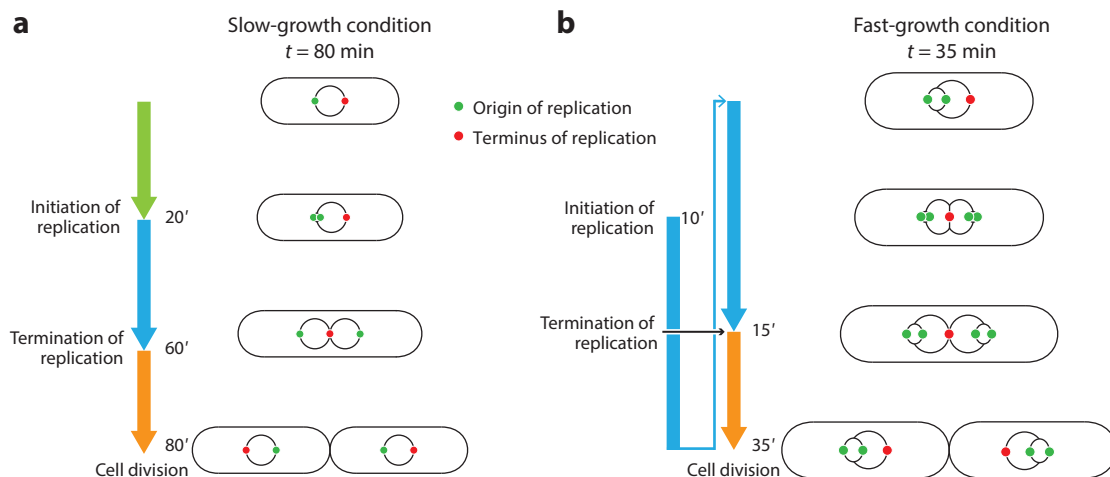 a
Slow-growth condition
t = 80 min
Initiation of
replication
20′
Termination of
replication
60′
80′
Cell division
Origin of replication
Terminus of replication
b
Fast-growth condition
t = 35 min
Initiation of
replication
10′
Termination of
replication
15′
35′
Cell division